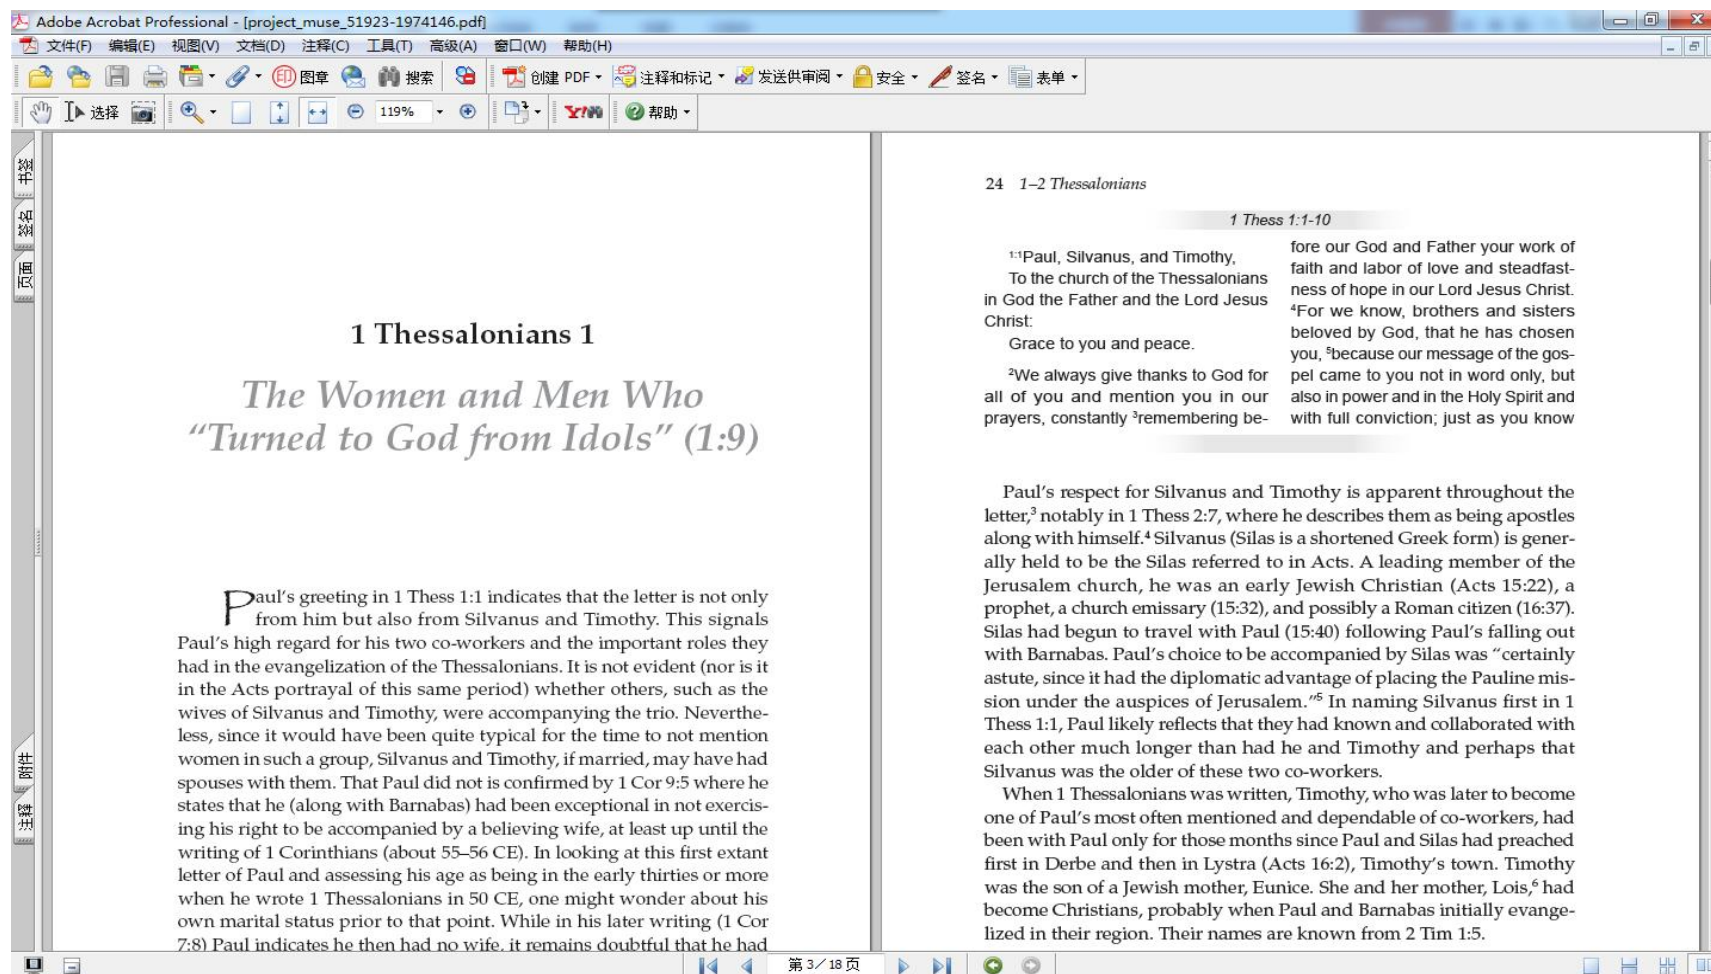 Adobe Acrobat Professional - [project_muse_51923-1974146.pdf]
文件(F) 编辑(E) 视图(V) 文档(D) 注释(C) 工具(T) 高级(A) 窗口(W) 帮助(H)
图章 搜索 创建 PDF 注释和标记 发送供审阅 安全 签名 表单
选择 119% Y! 帮助
书签
签名
页面
附件
注释
1 Thessalonians 1
The Women and Men Who
“Turned to God from Idols” (1:9)
Paul’s greeting in 1 Thess 1:1 indicates that the letter is not only
from him but also from Silvanus and Timothy. This signals
Paul’s high regard for his two co-workers and the important roles they
had in the evangelization of the Thessalonians. It is not evident (nor is it
in the Acts portrayal of this same period) whether others, such as the
wives of Silvanus and Timothy, were accompanying the trio. Neverthe-
less, since it would have been quite typical for the time to not mention
women in such a group, Silvanus and Timothy, if married, may have had
spouses with them. That Paul did not is confirmed by 1 Cor 9:5 where he
states that he (along with Barnabas) had been exceptional in not exercis-
ing his right to be accompanied by a believing wife, at least up until the
writing of 1 Corinthians (about 55–56 CE). In looking at this first extant
letter of Paul and assessing his age as being in the early thirties or more
when he wrote 1 Thessalonians in 50 CE, one might wonder about his
own marital status prior to that point. While in his later writing (1 Cor
7:8) Paul indicates he then had no wife, it remains doubtful that he had
24 1–2 Thessalonians
1 Thess 1:1-10
1:1Paul, Silvanus, and Timothy,
To the church of the Thessalonians
in God the Father and the Lord Jesus
Christ:
Grace to you and peace.
2We always give thanks to God for
all of you and mention you in our
prayers, constantly 3remembering be-
fore our God and Father your work of
faith and labor of love and steadfast-
ness of hope in our Lord Jesus Christ.
4For we know, brothers and sisters
beloved by God, that he has chosen
you, 5because our message of the gos-
pel came to you not in word only, but
also in power and in the Holy Spirit and
with full conviction; just as you know
Paul’s respect for Silvanus and Timothy is apparent throughout the
letter,3 notably in 1 Thess 2:7, where he describes them as being apostles
along with himself.4 Silvanus (Silas is a shortened Greek form) is gener-
ally held to be the Silas referred to in Acts. A leading member of the
Jerusalem church, he was an early Jewish Christian (Acts 15:22), a
prophet, a church emissary (15:32), and possibly a Roman citizen (16:37).
Silas had begun to travel with Paul (15:40) following Paul’s falling out
with Barnabas. Paul’s choice to be accompanied by Silas was “certainly
astute, since it had the diplomatic advantage of placing the Pauline mis-
sion under the auspices of Jerusalem.”5 In naming Silvanus first in 1
Thess 1:1, Paul likely reflects that they had known and collaborated with
each other much longer than had he and Timothy and perhaps that
Silvanus was the older of these two co-workers.
When 1 Thessalonians was written, Timothy, who was later to become
one of Paul’s most often mentioned and dependable of co-workers, had
been with Paul only for those months since Paul and Silas had preached
first in Derbe and then in Lystra (Acts 16:2), Timothy’s town. Timothy
was the son of a Jewish mother, Eunice. She and her mother, Lois,6 had
become Christians, probably when Paul and Barnabas initially evange-
lized in their region. Their names are known from 2 Tim 1:5.
第 3／18 页